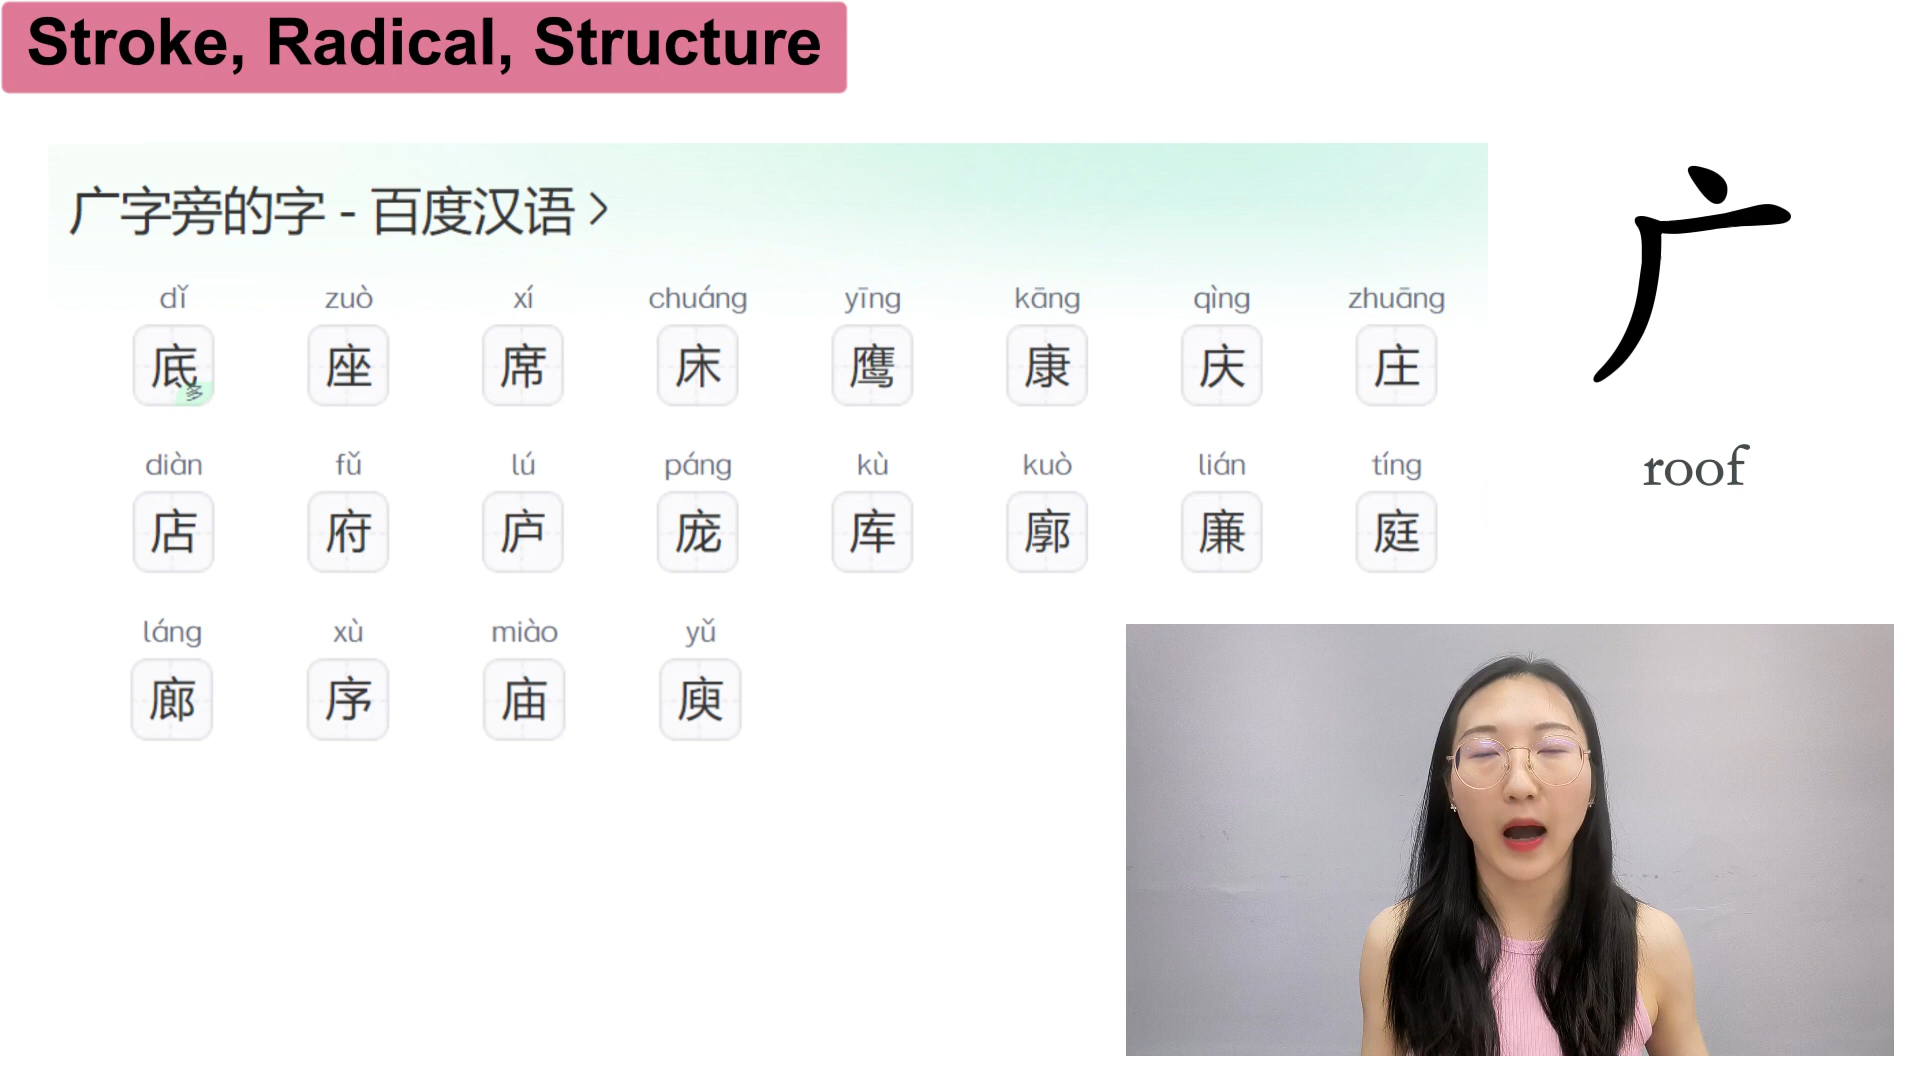 Stroke, Radical, Structure
广字旁的字 - 百度汉语 >
dǐ zuò xí chuáng yīng kāng qìng zhuāng
底 座 席 床 鹰 康 庆 庄
多
diàn fǔ lú páng kù kuò lián tíng
店 府 庐 庞 库 廓 廉 庭
láng xù miào yǔ
廊 序 庙 庾
广
roof